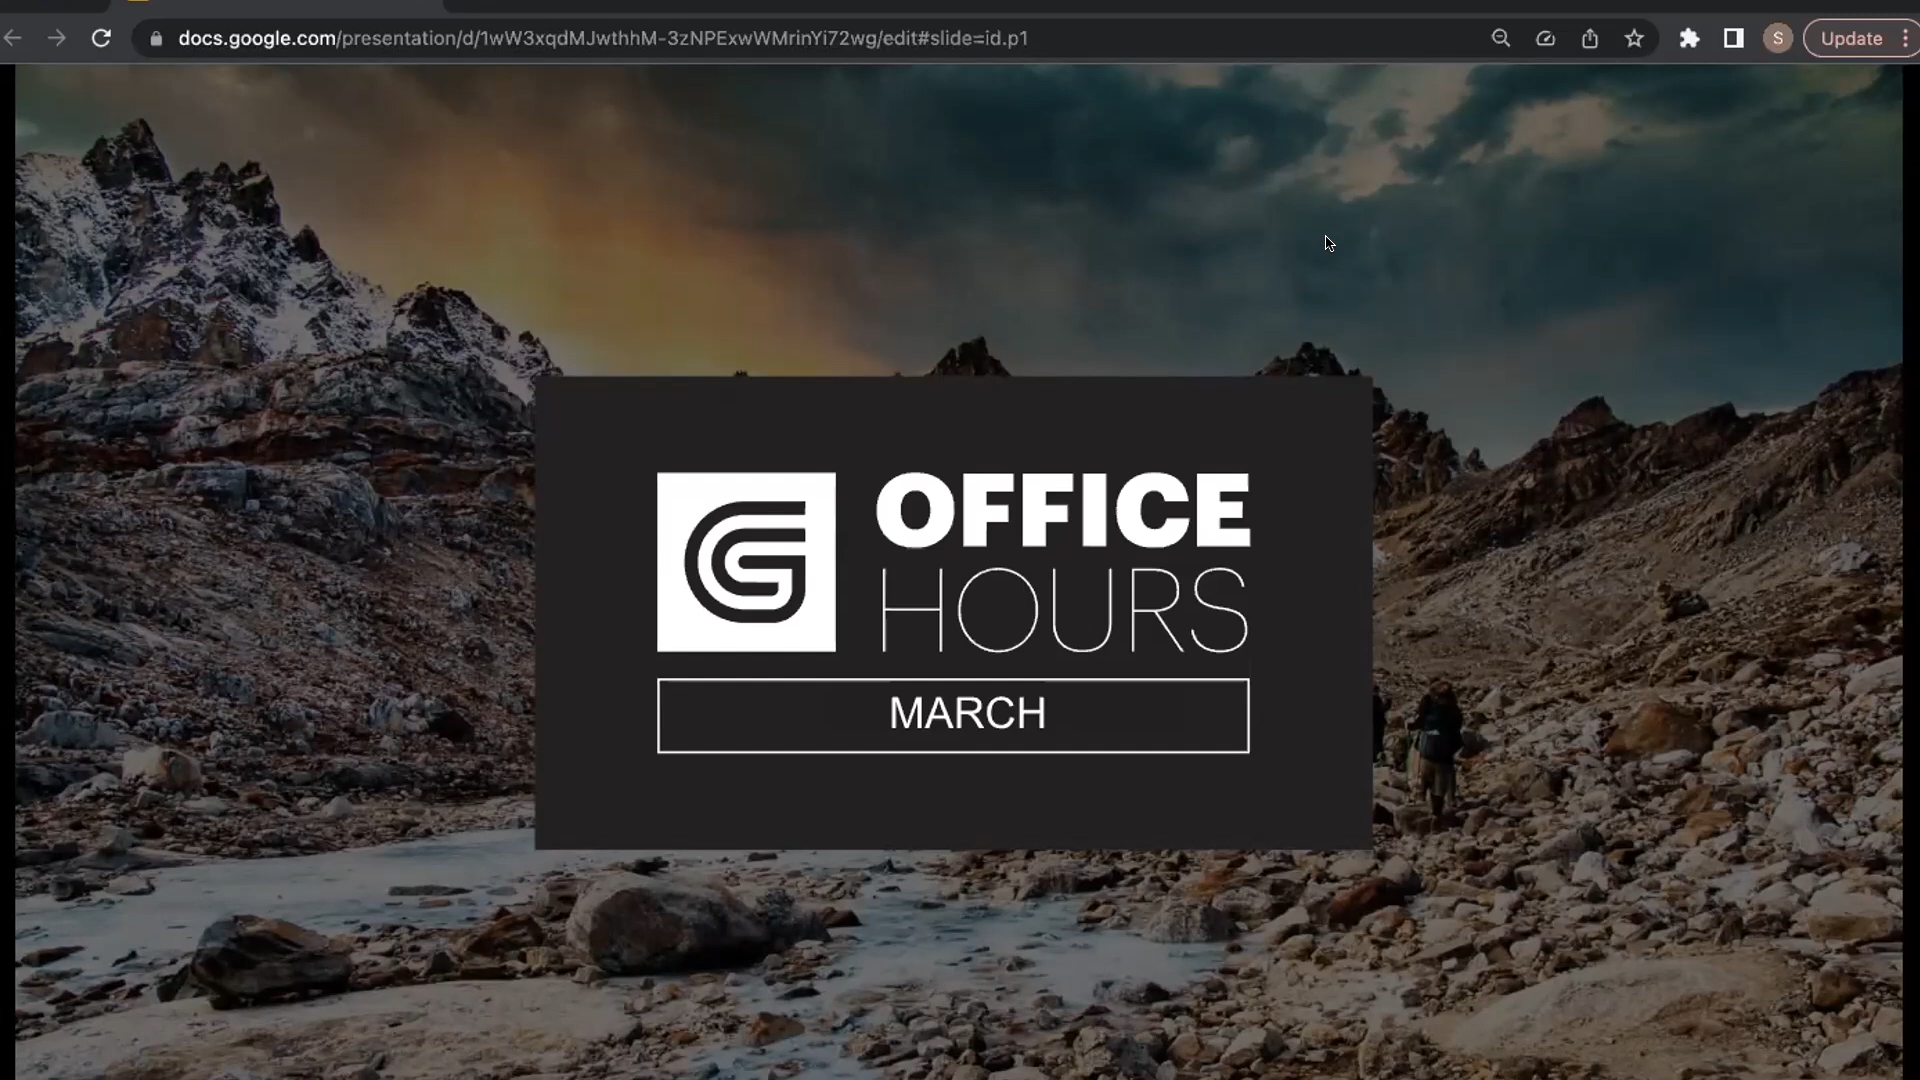 docs.google.com/presentation/d/1wW3xqdMJwthhM-3zNPExwWMrinYi72wg/edit#slide=id.p1
S
Update
OFFICE
HOURS
MARCH